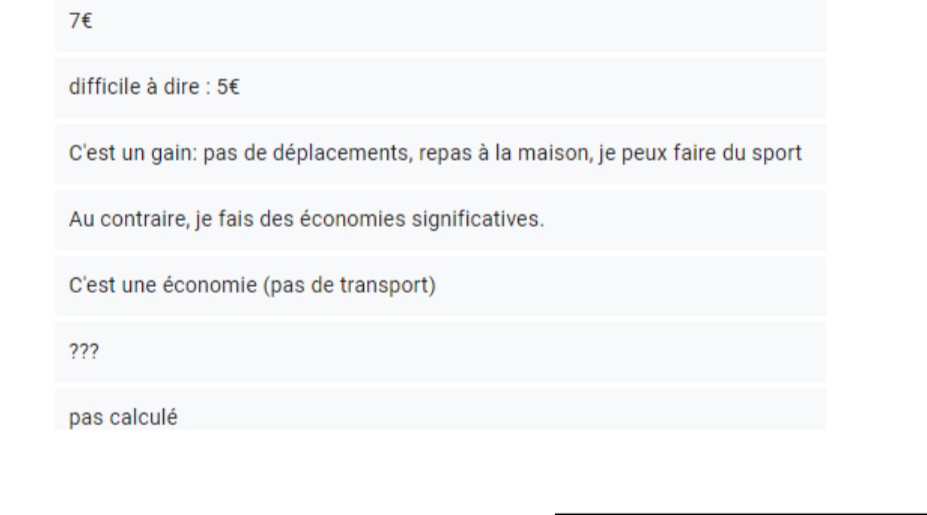 7€
difficile à dire : 5€
C'est un gain: pas de déplacements, repas à la maison, je peux faire du sport
Au contraire, je fais des économies significatives.
C'est une économie (pas de transport)
???
pas calculé